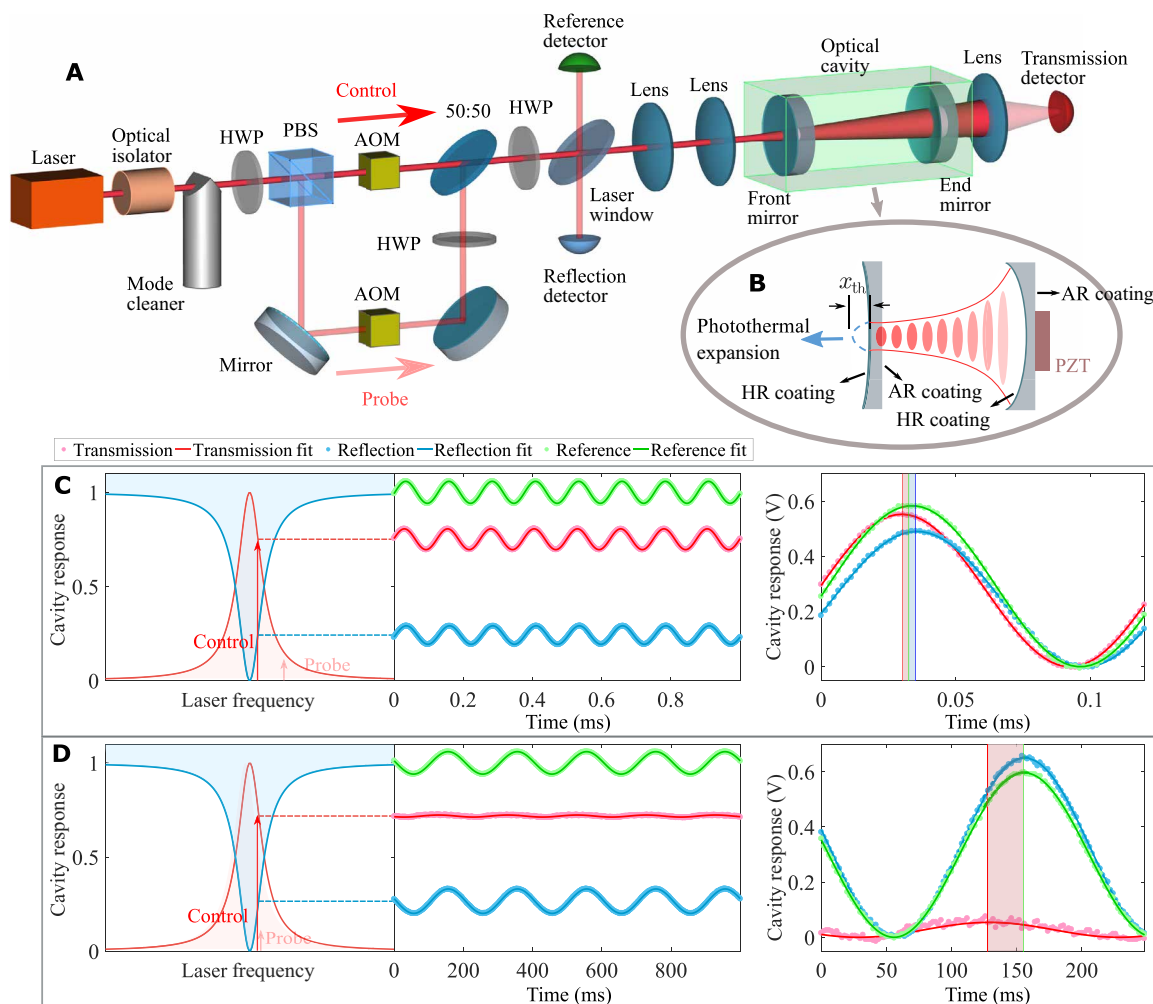 A
Laser
Optical
isolator
Mode
cleaner
HWP
PBS
Control
AOM
50:50
HWP
Reference
detector
Laser
window
Reflection
detector
HWP
AOM
Mirror
Probe
Lens
Lens
Optical
cavity
Lens
Transmission
detector
Front
mirror
End
mirror
B
x_th
Photothermal
expansion
HR coating
AR coating
HR coating
AR coating
PZT
Transmission Transmission fit Reflection Reflection fit Reference Reference fit
C
Cavity response
1
0.5
0
Control
Probe
Laser frequency
0 0.2 0.4 0.6 0.8
Time (ms)
Cavity response (V)
0.6
0.4
0.2
0
0 0.05 0.1
Time (ms)
D
Cavity response
1
0.5
0
Control
Probe
Laser frequency
0 200 400 600 800
Time (ms)
Cavity response (V)
0.6
0.4
0.2
0
0 50 100 150 200
Time (ms)